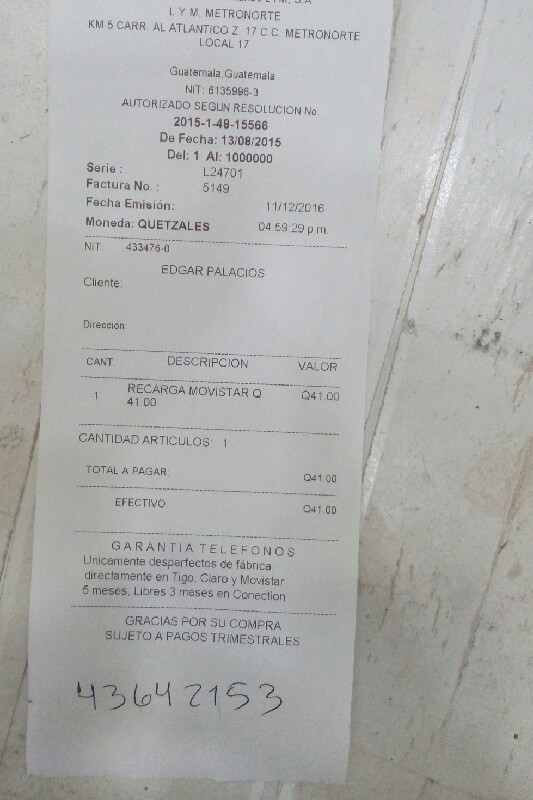 L Y M, METRONORTE
KM 5 CARR. AL ATLANTICO Z. 17 C.C. METRONORTE
LOCAL 17
Guatemala,Guatemala
NIT: 6135996-3
AUTORIZADO SEGUN RESOLUCION No.
2015-1-48-15566
De Fecha: 13/08/2015
Del: 1 Al: 1000000
Serie : L24701
Factura No. : 5149
Fecha Emisión: 11/12/2016
Moneda: QUETZALES 04:59:29 p.m.
NIT: 433476-0
EDGAR PALACIOS
Cliente:
Direccion:
CANT. DESCRIPCION VALOR
1 RECARGA MOVISTAR Q Q41.00
41.00
CANTIDAD ARTICULOS 1
TOTAL A PAGAR: Q41.00
EFECTIVO Q41.00
GARANTIA TELEFONOS
Unicamente desperfectos de fábrica
directamente en Tigo, Claro y Movistar
6 meses, Libres 3 meses en Conection
GRACIAS POR SU COMPRA
SUJETO A PAGOS TRIMESTRALES
43642153